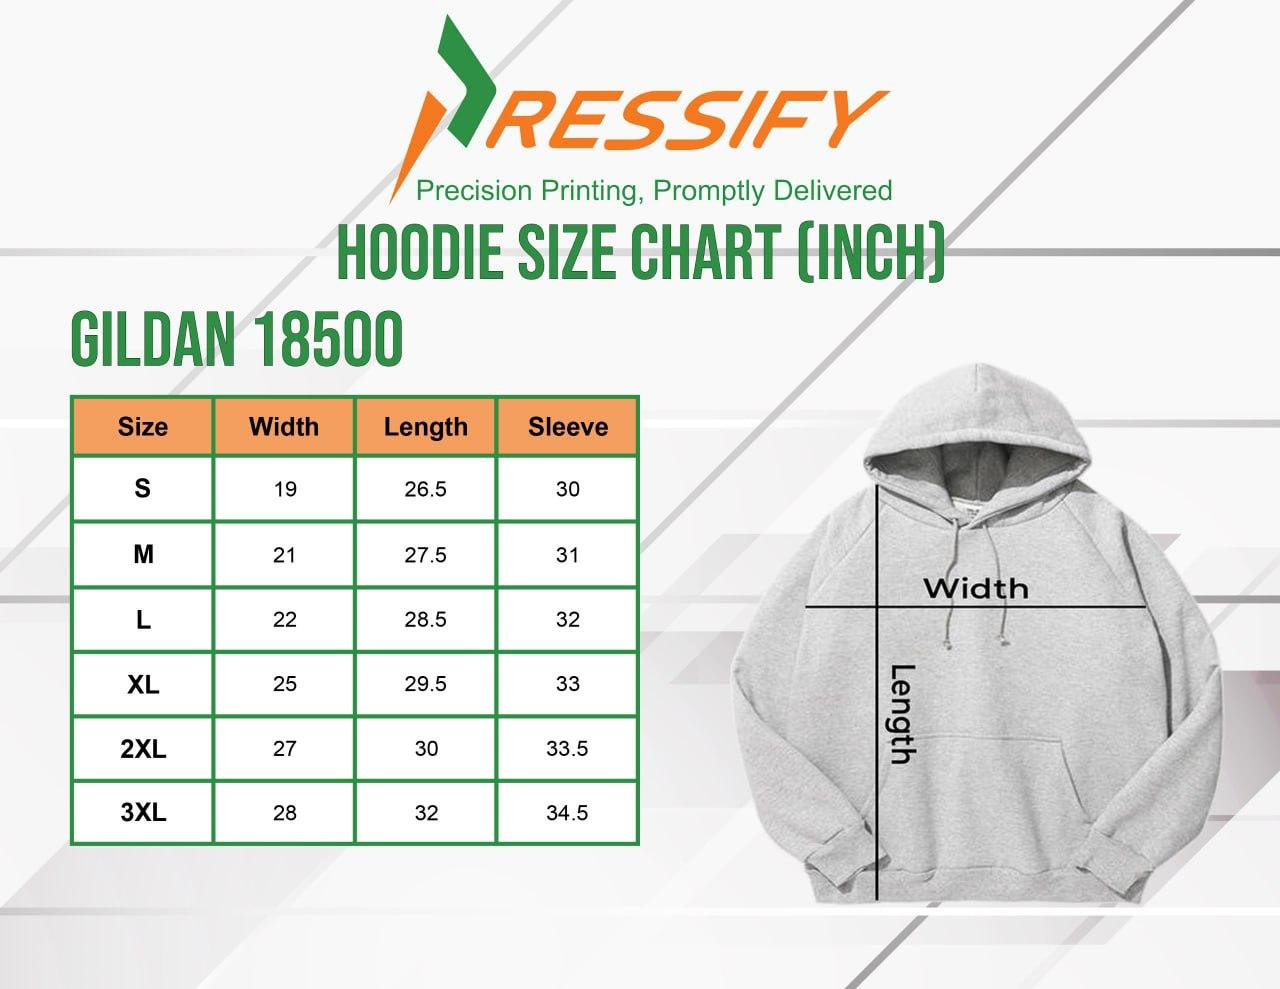 PRESSIFY
Precision Printing, Promptly Delivered
HOODIE SIZE CHART (INCH)
GILDAN 18500
Size Width Length Sleeve
S 19 26.5 30
M 21 27.5 31
L 22 28.5 32
XL 25 29.5 33
2XL 27 30 33.5
3XL 28 32 34.5
Width
Length